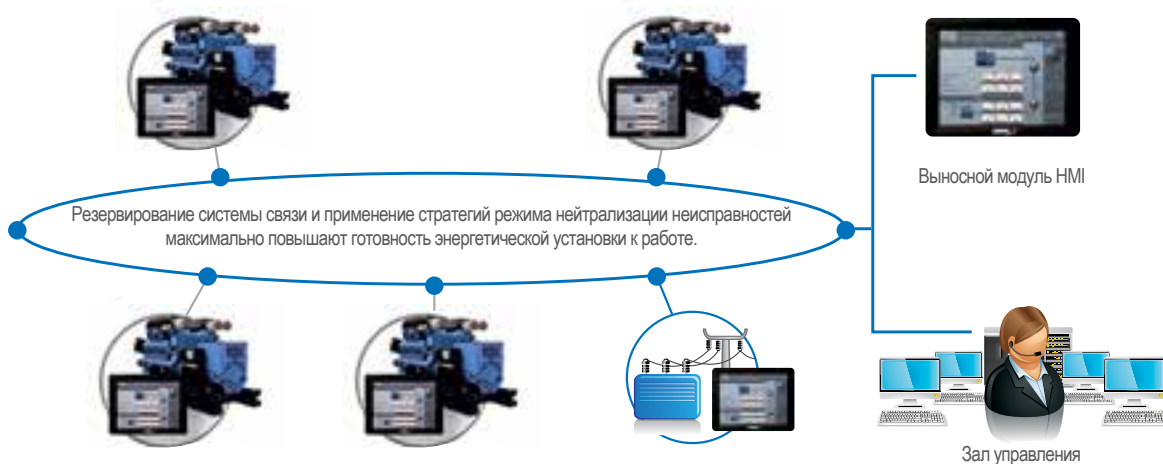 Выносной модуль HMI
Резервирование системы связи и применение стратегий режима нейтрализации неисправностей
максимально повышают готовность энергетической установки к работе.
Зал управления